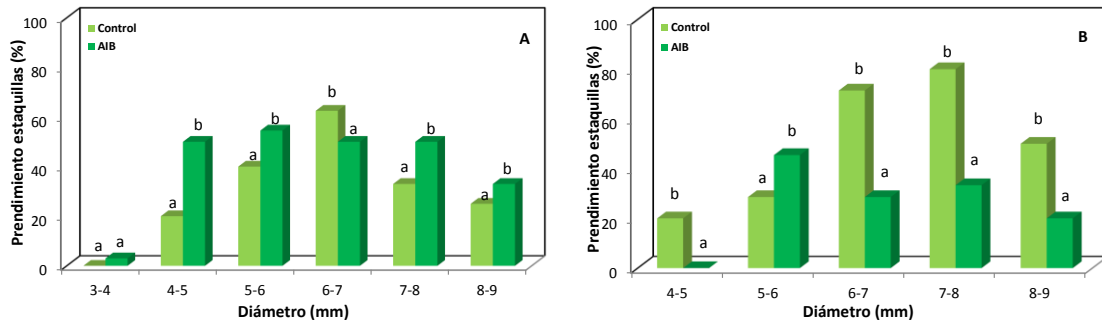 Prendimiento estaquillas (%)
100
80
60
40
20
0
Control
AIB
A
a a
a b
a b
b a
a b
a b
3-4 4-5 5-6 6-7 7-8 8-9
Diámetro (mm)
Prendimiento estaquillas (%)
100
80
60
40
20
0
Control
AIB
B
b a
a b
b a
b a
b a
4-5 5-6 6-7 7-8 8-9
Diámetro (mm)